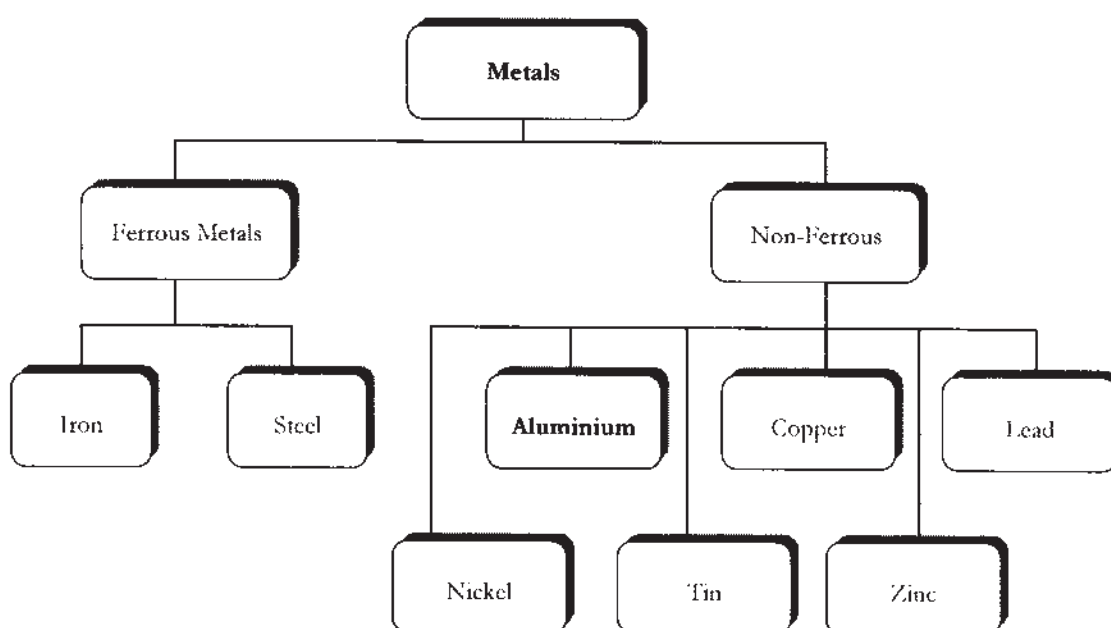 Metals
Ferrous Metals
Non-Ferrous
Iron
Steel
Aluminium
Copper
Lead
Nickel
Tin
Zinc